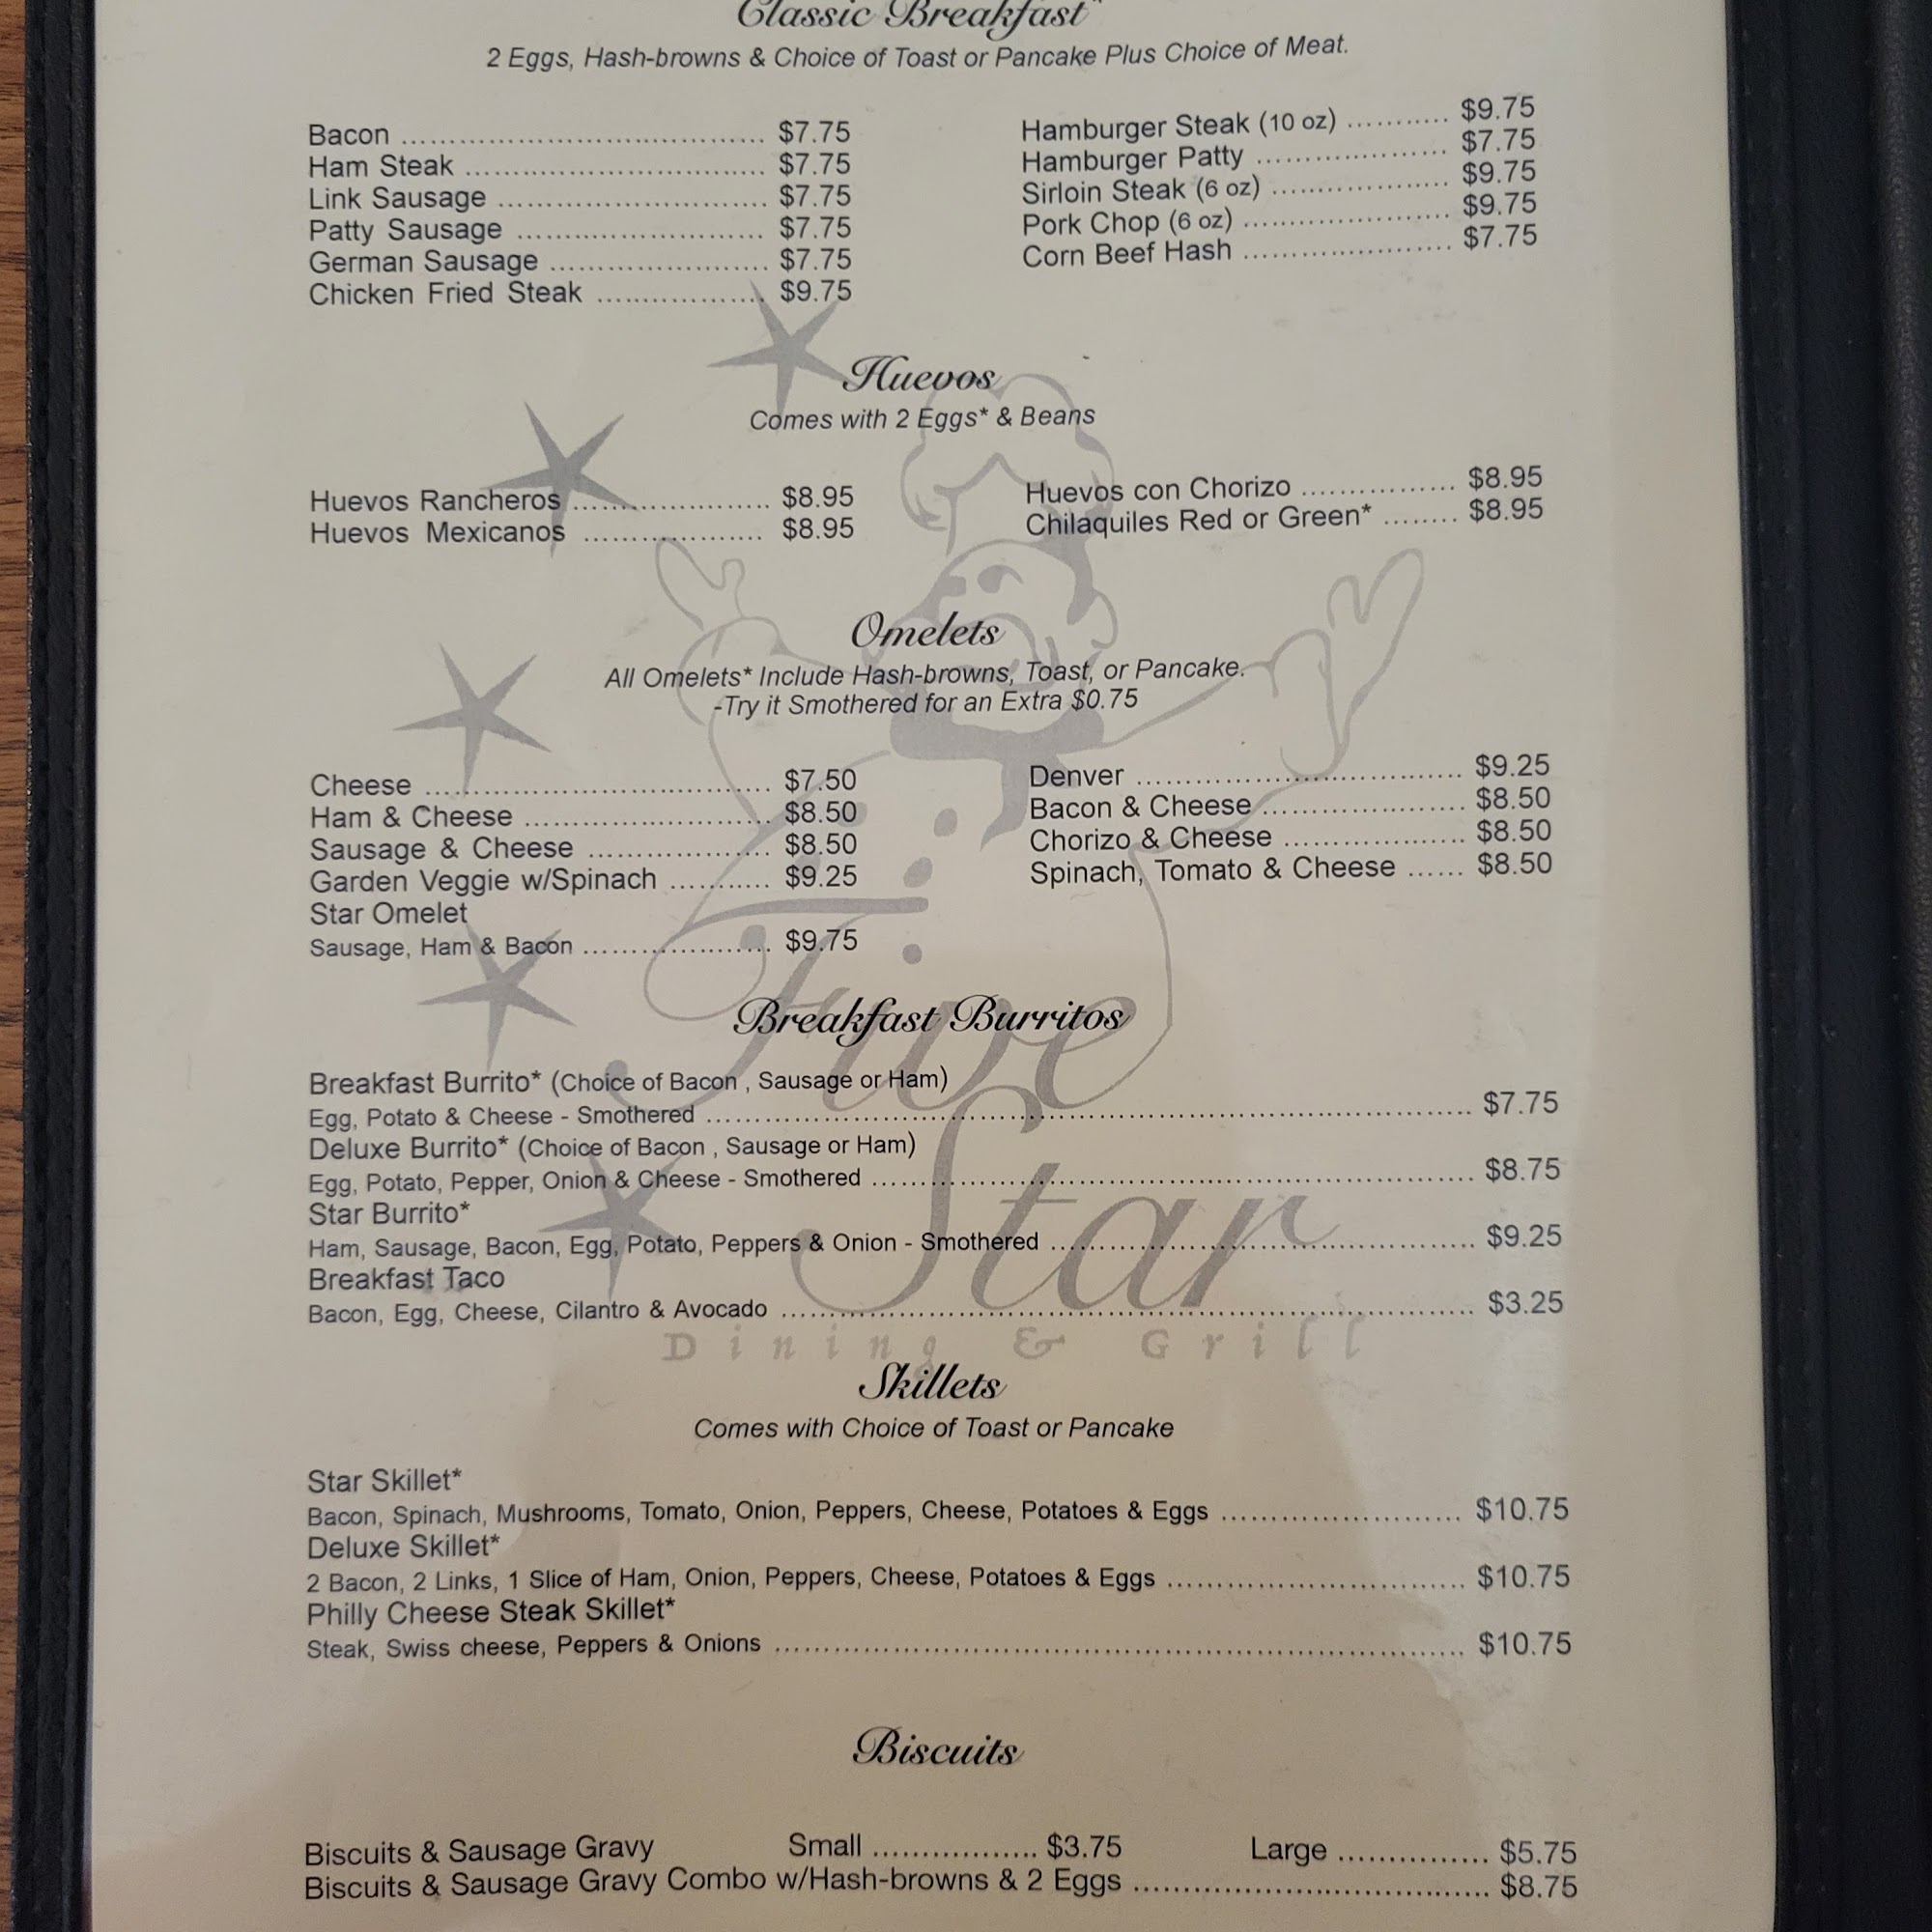 Classic Breakfast*
2 Eggs, Hash-browns & Choice of Toast or Pancake Plus Choice of Meat.
Bacon ........................................ $7.75
Ham Steak ................................. $7.75
Link Sausage ............................. $7.75
Patty Sausage ........................... $7.75
German Sausage ........................ $7.75
Chicken Fried Steak ................... $9.75
Hamburger Steak (10 oz) ........... $9.75
Hamburger Patty ..................... $7.75
Sirloin Steak (6 oz) ................... $9.75
Pork Chop (6 oz) ...................... $9.75
Corn Beef Hash ....................... $7.75
Huevos
Comes with 2 Eggs* & Beans
Huevos Rancheros ...................... $8.95
Huevos Mexicanos .................... $8.95
Huevos con Chorizo ................. $8.95
Chilaquiles Red or Green* ........ $8.95
Omelets
All Omelets* Include Hash-browns, Toast, or Pancake.
-Try it Smothered for an Extra $0.75
Cheese ...................................... $7.50
Ham & Cheese ........................... $8.50
Sausage & Cheese .................... $8.50
Garden Veggie w/Spinach ........... $9.25
Star Omelet
Sausage, Ham & Bacon ..................... $9.75
Denver .................................... $9.25
Bacon & Cheese ...................... $8.50
Chorizo & Cheese .................... $8.50
Spinach, Tomato & Cheese ...... $8.50
Breakfast Burritos
Breakfast Burrito* (Choice of Bacon , Sausage or Ham)
Egg, Potato & Cheese - Smothered .................................................. $7.75
Deluxe Burrito* (Choice of Bacon , Sausage or Ham)
Egg, Potato, Pepper, Onion & Cheese - Smothered ........................................ $8.75
Star Burrito*
Ham, Sausage, Bacon, Egg, Potato, Peppers & Onion - Smothered .............................. $9.25
Breakfast Taco
Bacon, Egg, Cheese, Cilantro & Avocado .................................................. $3.25
Five
Star
Dining & Grill
Skillets
Comes with Choice of Toast or Pancake
Star Skillet*
Bacon, Spinach, Mushrooms, Tomato, Onion, Peppers, Cheese, Potatoes & Eggs .......................... $10.75
Deluxe Skillet*
2 Bacon, 2 Links, 1 Slice of Ham, Onion, Peppers, Cheese, Potatoes & Eggs ................................ $10.75
Philly Cheese Steak Skillet*
Steak, Swiss cheese, Peppers & Onions .................................................. $10.75
Biscuits
Biscuits & Sausage Gravy Small .................. $3.75 Large ............... $5.75
Biscuits & Sausage Gravy Combo w/Hash-browns & 2 Eggs .................................... $8.75